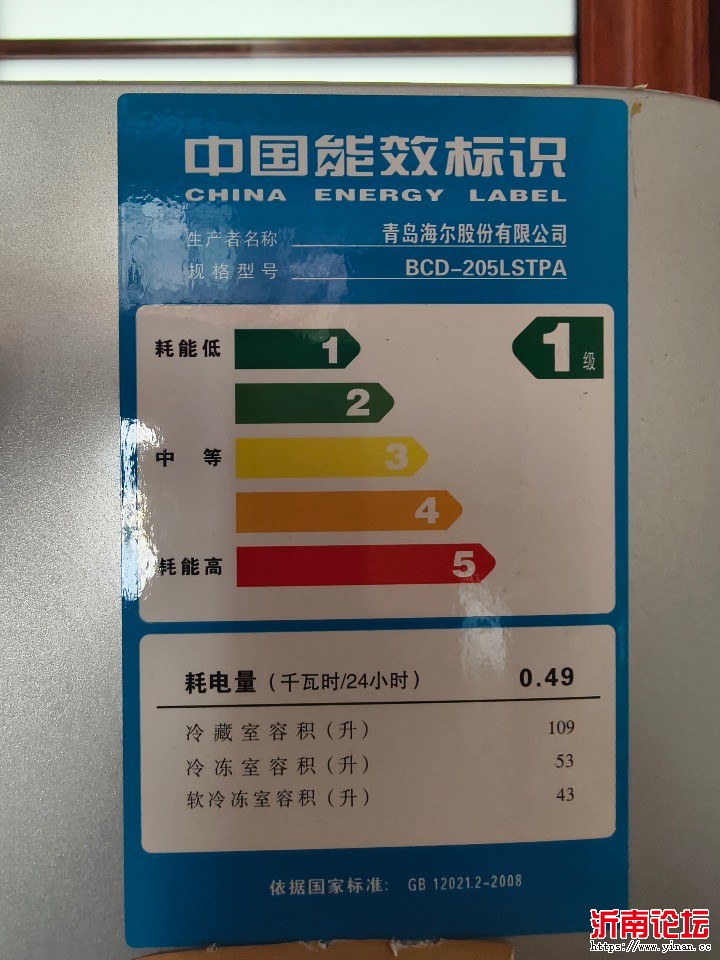 中国能效标识
CHINA ENERGY LABEL
生产者名称 青岛海尔股份有限公司
规格型号 BCD-205LSTPA
耗能低 1 1级
2
中等 3
4
耗能高 5
耗电量（千瓦时/24小时） 0.49
冷藏室容积（升） 109
冷冻室容积（升） 53
软冷冻室容积（升） 43
依据国家标准: GB 12021.2-2008
沂南论坛
https://www.yinan.cc